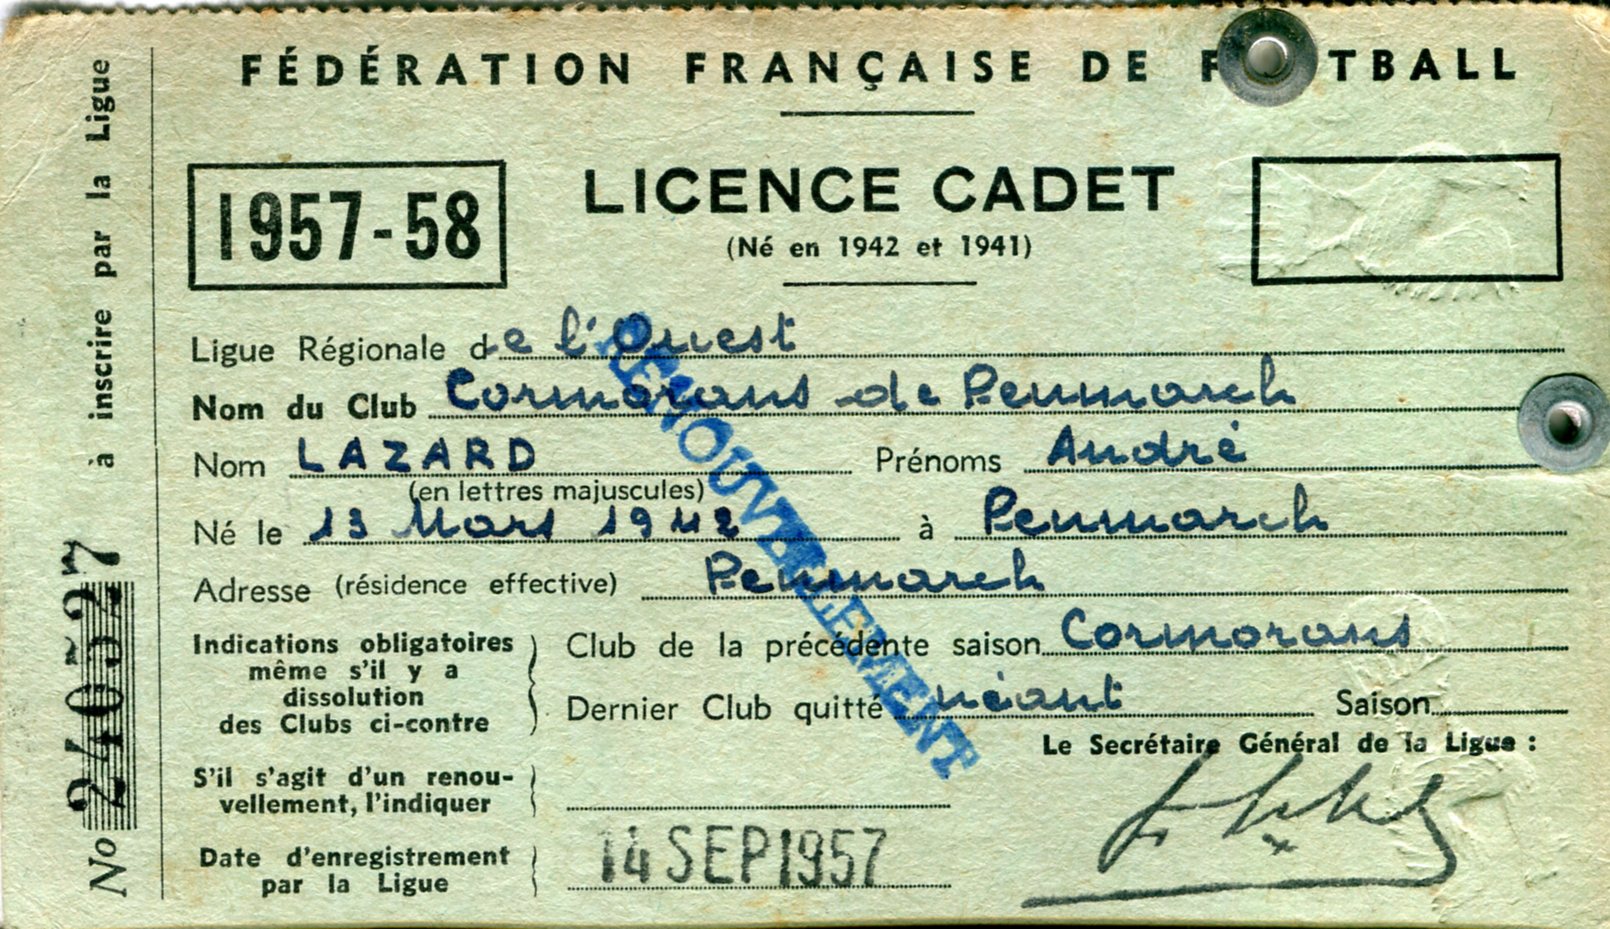 FÉDÉRATION FRANÇAISE DE F TBALL
1957-58
LICENCE CADET
(Né en 1942 et 1941)
Ligue Régionale de l'Ouest
Nom du Club Cormorans de Penmarch
Nom LAZARD Prénoms André
(en lettres majuscules)
Né le 13 Mars 1942 à Penmarch
Adresse (résidence effective) Penmarch
Indications obligatoires
même s'il y a
dissolution
des Clubs ci-contre
Club de la précédente saison Cormorans
Dernier Club quitté néant Saison
Le Secrétaire Général de la Ligue :
S'il s'agit d'un renou-
vellement, l'indiquer
Date d'enregistrement
par la Ligue
14 SEP 1957
RENOUVELLEMENT
No 240527 à inscrire par la Ligue